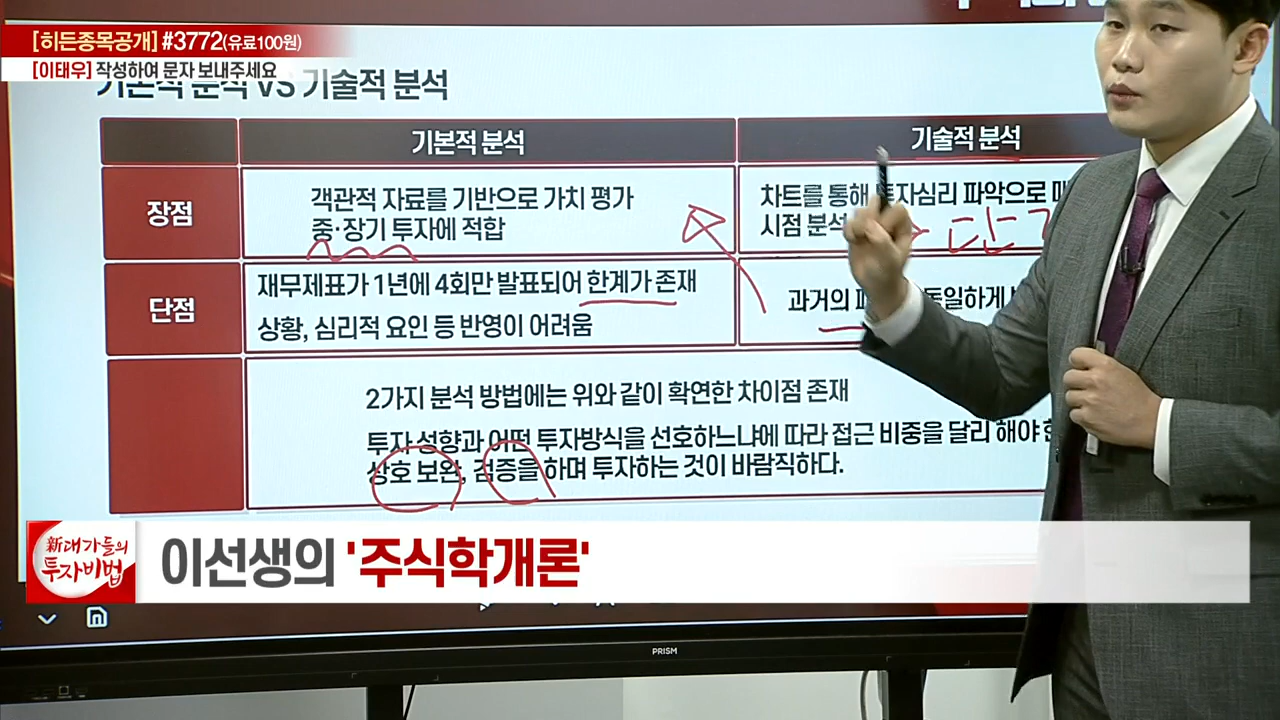 [히든종목공개] #3772(유료100원)
[이태우] 작성하여 문자 보내주세요
기본적 분석 VS 기술적 분석
기본적 분석
기술적 분석
장점
객관적 자료를 기반으로 가치 평가
중·장기 투자에 적합
차트를 통해 투자심리 파악으로
시점 분석
단
단점
재무제표가 1년에 4회만 발표되어 한계가 존재
상황, 심리적 요인 등 반영이 어려움
과거의 동일하게
2가지 분석 방법에는 위와 같이 확연한 차이점 존재
투자 성향과 어떤 투자방식을 선호하느냐에 따라 접근 비중을 달리 해야
상호 보완, 검증을 하며 투자하는 것이 바람직하다.
新대가들의
투자비법
이선생의 '주식학개론'
PRISM